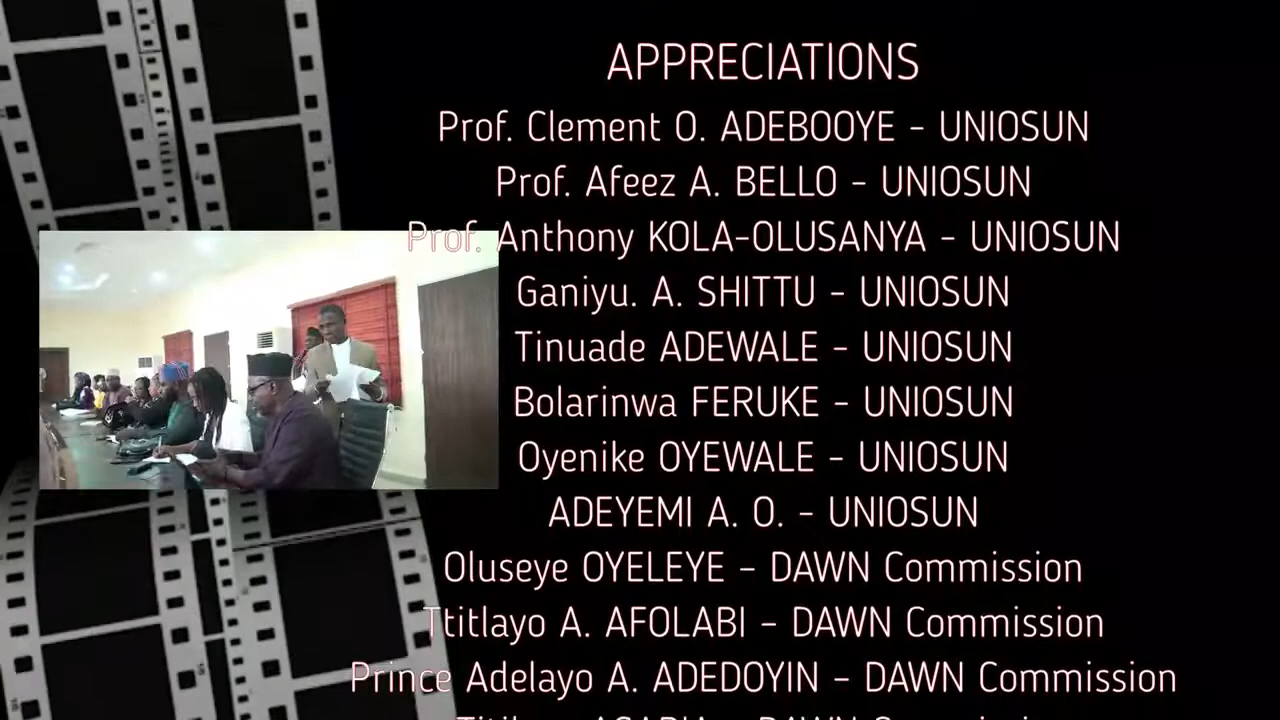 APPRECIATIONS
Prof. Clement O. ADEBOOYE - UNIOSUN
Prof. Afeez A. BELLO - UNIOSUN
Prof. Anthony KOLA-OLUSANYA - UNIOSUN
Ganiyu. A. SHITTU - UNIOSUN
Tinuade ADEWALE - UNIOSUN
Bolarinwa FERUKE - UNIOSUN
Oyenike OYEWALE - UNIOSUN
ADEYEMI A. O. - UNIOSUN
Oluseye OYELEYE - DAWN Commission
Ttitlayo A. AFOLABI - DAWN Commission
Prince Adelayo A. ADEDOYIN - DAWN Commission